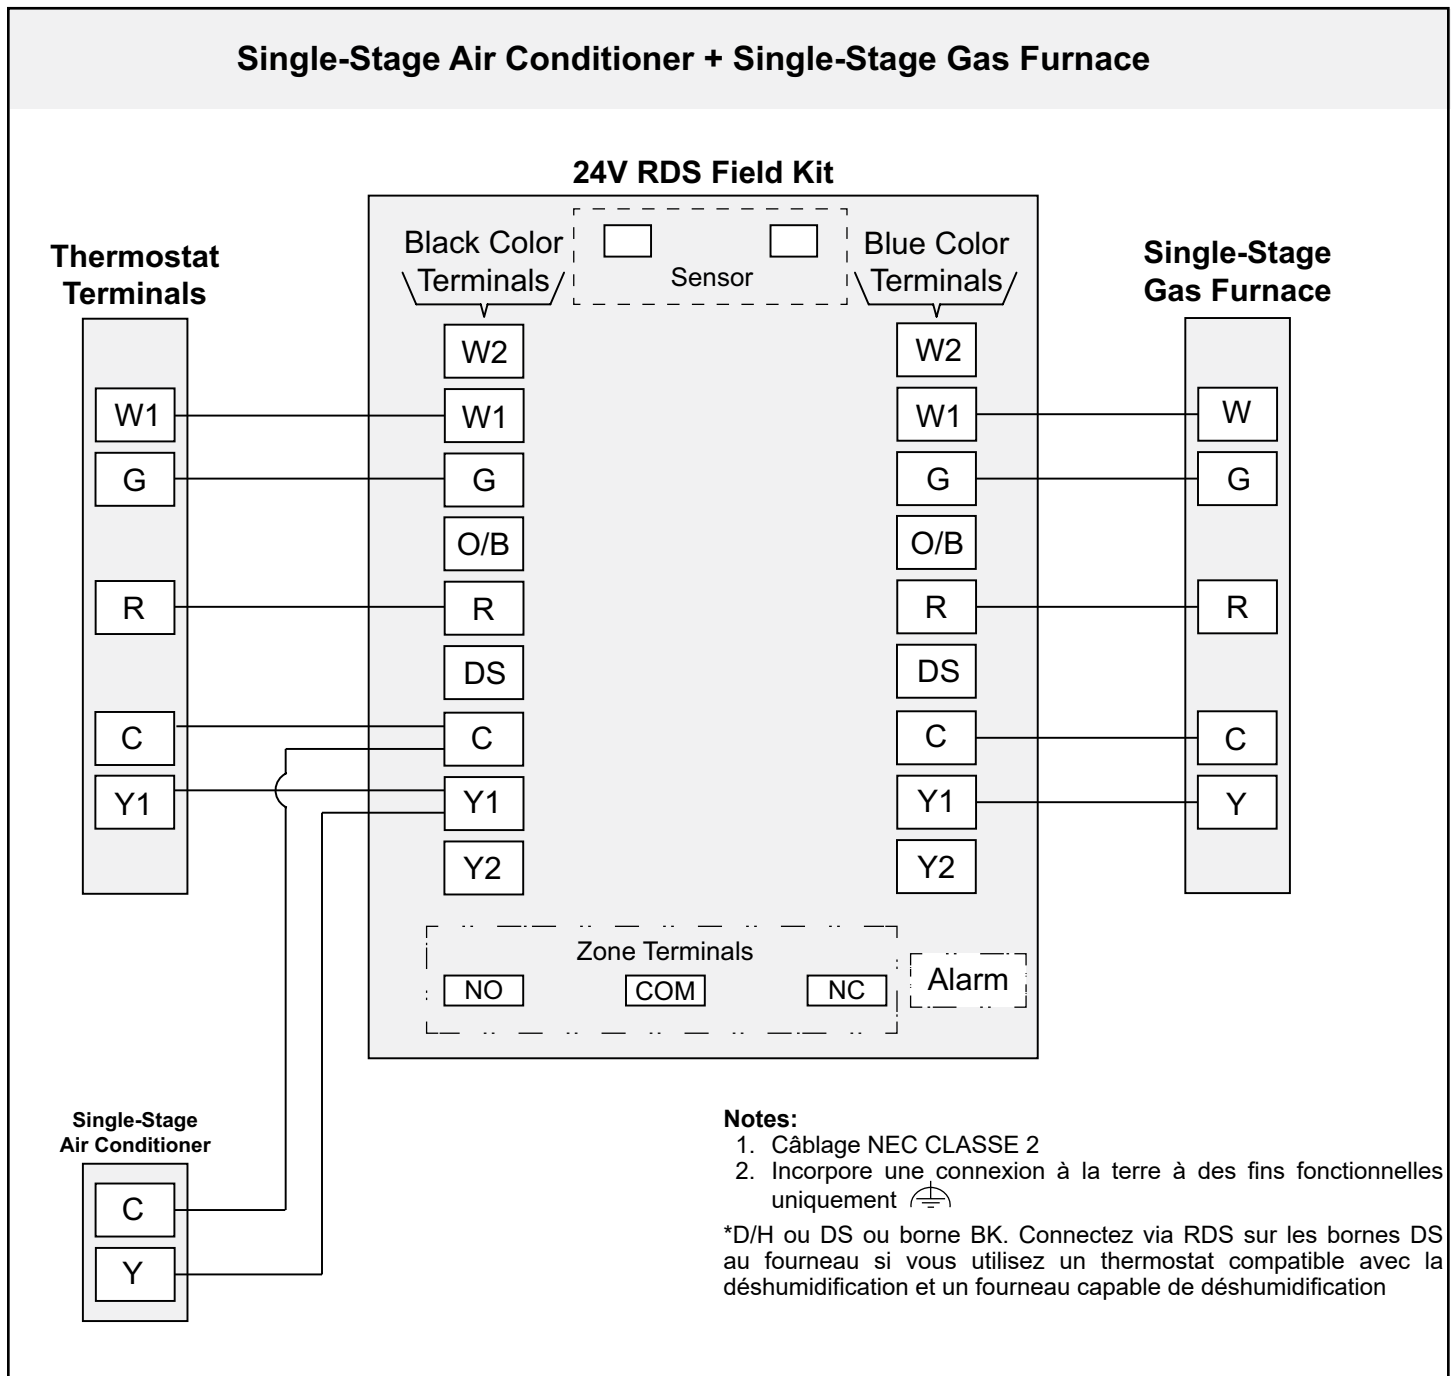 Single-Stage Air Conditioner + Single-Stage Gas Furnace
24V RDS Field Kit
Thermostat
Terminals
W1
G
R
C
Y1
Black Color
Terminals
W2
W1
G
O/B
R
DS
C
Y1
Y2
Sensor
Blue Color
Terminals
W2
W1
G
O/B
R
DS
C
Y1
Y2
Single-Stage
Gas Furnace
W
G
R
C
Y
Zone Terminals
NO
COM
NC
Alarm
Single-Stage
Air Conditioner
C
Y
Notes:
1. Câblage NEC CLASSE 2
2. Incorpore une connexion à la terre à des fins fonctionnelles
uniquement
*D/H ou DS ou borne BK. Connectez via RDS sur les bornes DS
au fourneau si vous utilisez un thermostat compatible avec la
déshumidification et un fourneau capable de déshumidification